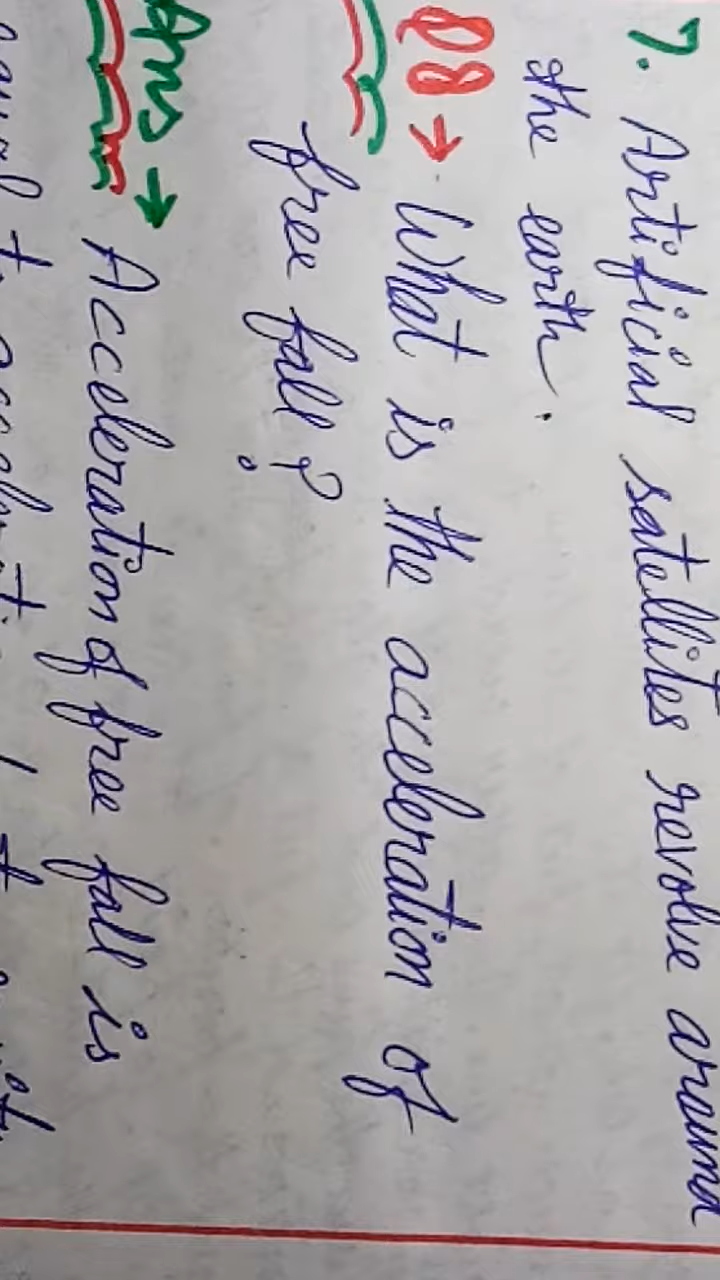 7. Artificial satellites revolve around
the earth.
Q8 → What is the acceleration of
free fall?
Ans → Acceleration of free fall is